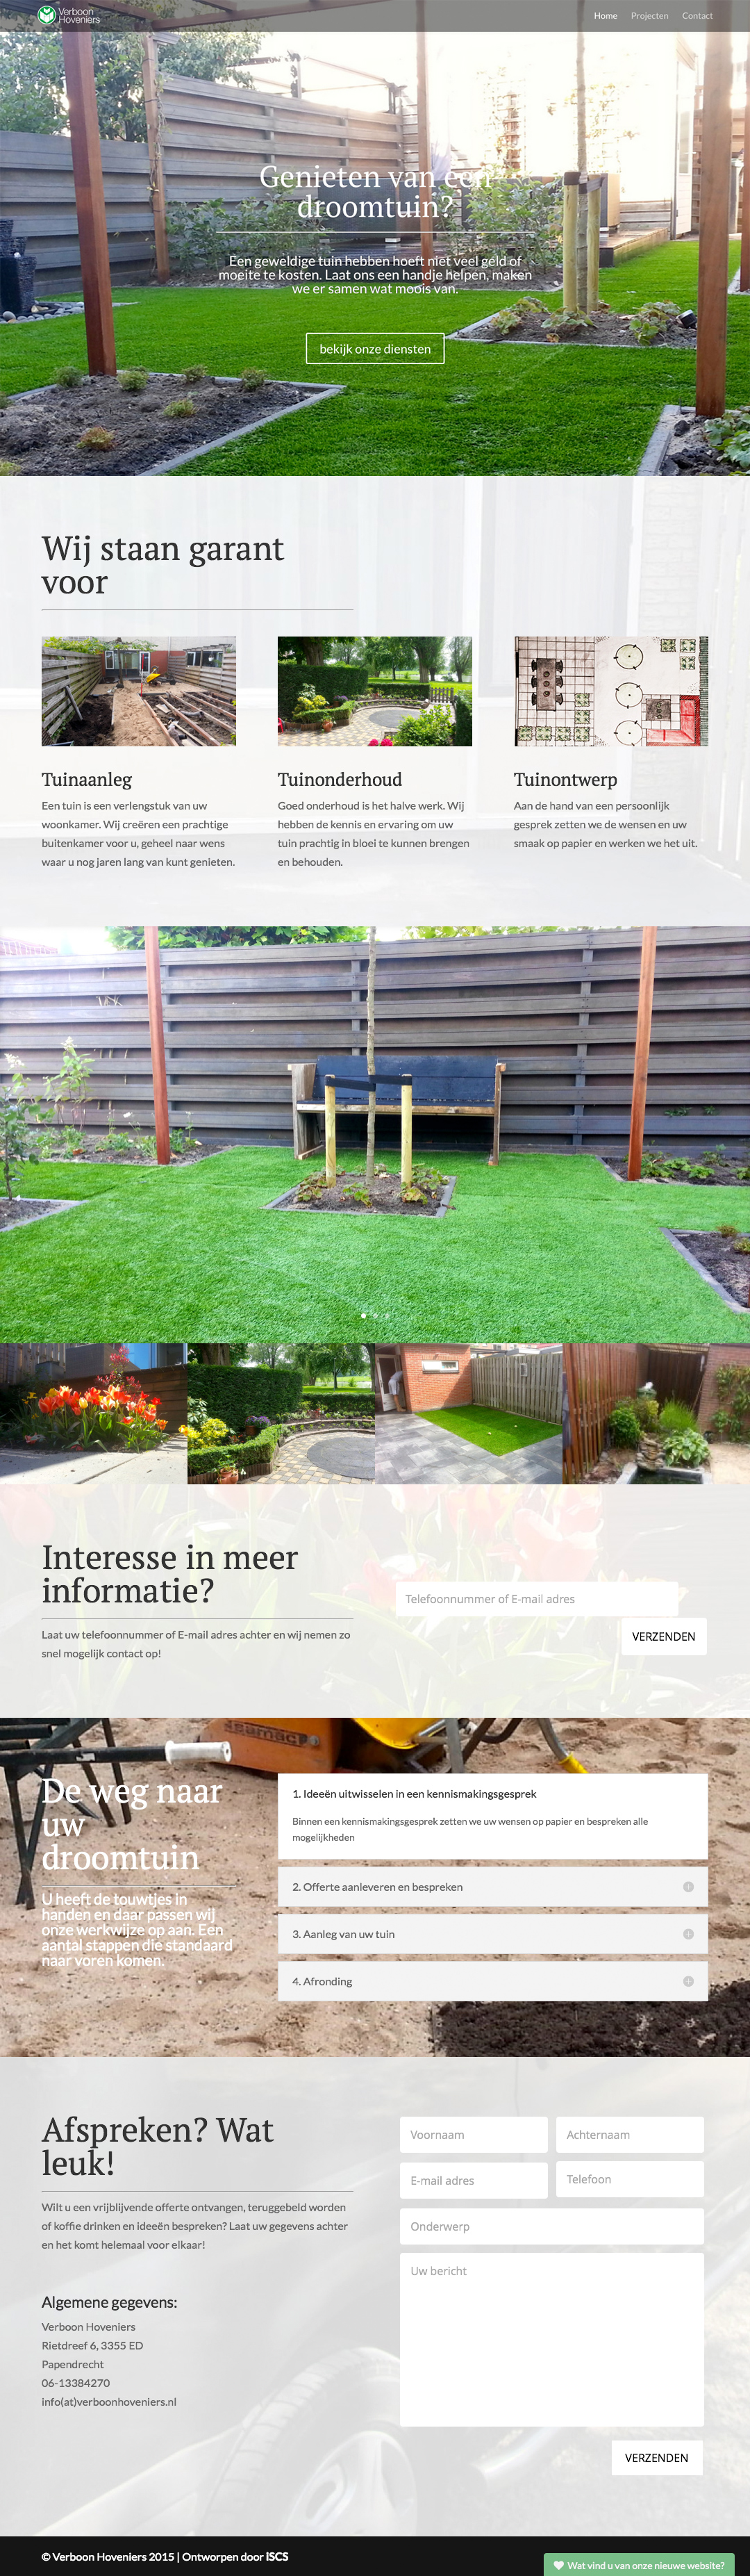 Verboon
Hoveniers
Home Projecten Contact
Genieten van een
droomtuin?
Een geweldige tuin hebben hoeft niet veel geld of
moeite te kosten. Laat ons een handje helpen, maken
we er samen wat moois van.
bekijk onze diensten
Wij staan garant
voor
Tuinaanleg
Een tuin is een verlengstuk van uw
woonkamer. Wij creëren een prachtige
buitenkamer voor u, geheel naar wens
waar u nog jaren lang van kunt genieten.
Tuinonderhoud
Goed onderhoud is het halve werk. Wij
hebben de kennis en ervaring om uw
tuin prachtig in bloei te kunnen brengen
en behouden.
Tuinontwerp
Aan de hand van een persoonlijk
gesprek zetten we de wensen en uw
smaak op papier en werken we het uit.
Interesse in meer
informatie?
Laat uw telefoonnummer of E-mail adres achter en wij nemen zo
snel mogelijk contact op!
Telefoonnummer of E-mail adres
VERZENDEN
De weg naar
uw
droomtuin
U heeft de touwtjes in
handen en daar passen wij
onze werkwijze op aan. Een
aantal stappen die standaard
naar voren komen.
1. Ideeën uitwisselen in een kennismakingsgesprek
Binnen een kennismakingsgesprek zetten we uw wensen op papier en bespreken alle
mogelijkheden
2. Offerte aanleveren en bespreken
3. Aanleg van uw tuin
4. Afronding
Afspreken? Wat
leuk!
Wilt u een vrijblijvende offerte ontvangen, teruggebeld worden
of koffie drinken en ideeën bespreken? Laat uw gegevens achter
en het komt helemaal voor elkaar!
Algemene gegevens:
Verboon Hoveniers
Rietdreef 6, 3355 ED
Papendrecht
06-13384270
info(at)verboonhoveniers.nl
Voornaam Achternaam
E-mail adres Telefoon
Onderwerp
Uw bericht
VERZENDEN
© Verboon Hoveniers 2015 | Ontworpen door ISCS
Wat vind u van onze nieuwe website?